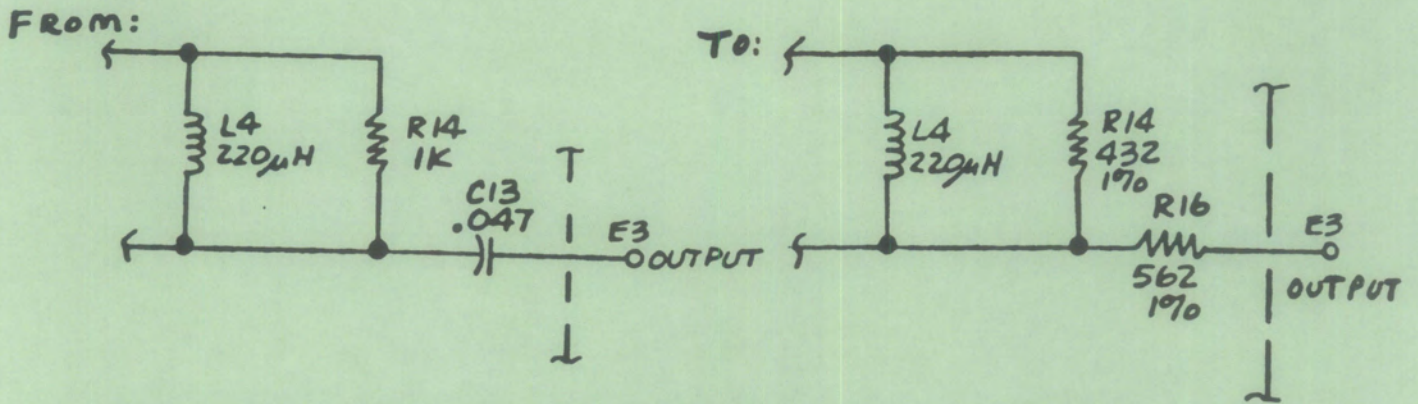 FROM:
L4
220µH
R14
1K
C13
.047
E3
OUTPUT
TO:
L4
220µH
R14
432
1%
R16
562
1%
E3
OUTPUT